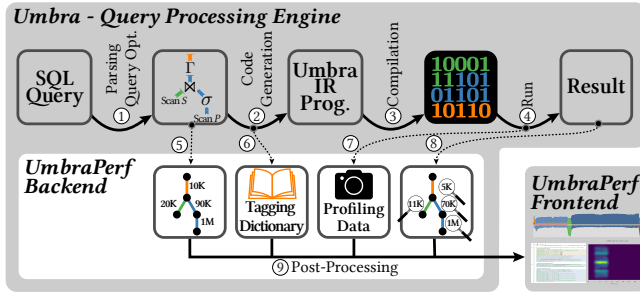 Umbra - Query Processing Engine
SQL
Query
Parsing
Query Opt.
①
Γ
⋈
Scan S
σ
Scan P
Code
Generation
②
Umbra
IR
Prog.
Compilation
③
10001
11101
01101
10110
Run
④
Result
⑤
⑥
⑦
⑧
UmbraPerf
Backend
10K
20K
90K
1M
Tagging
Dictionary
Profiling
Data
5K
11K
70K
1M
⑨ Post-Processing
UmbraPerf
Frontend